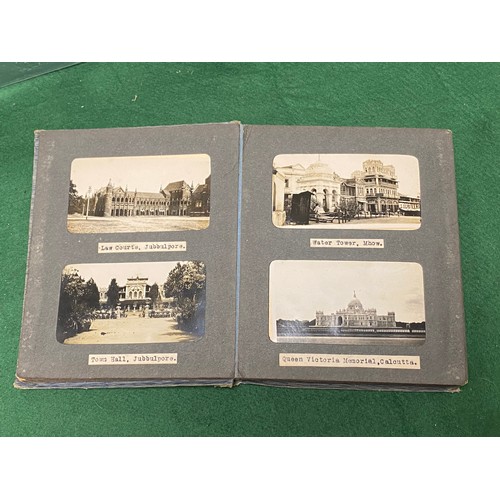 Law Courts, Jubbulpore.
Town Hall, Jubbulpore.
Water Tower, Mhow.
Queen Victoria Memorial,Calcutta.